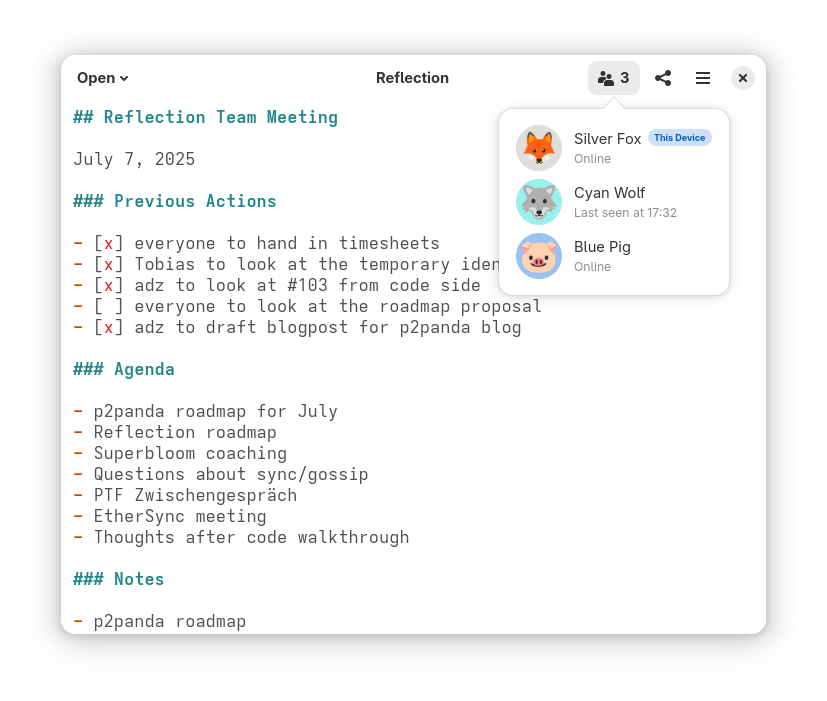 Open
Reflection
3
## Reflection Team Meeting
July 7, 2025
### Previous Actions
- [x] everyone to hand in timesheets
- [x] Tobias to look at the temporary iden
- [x] adz to look at #103 from code side
- [ ] everyone to look at the roadmap proposal
- [x] adz to draft blogpost for p2panda blog
### Agenda
- p2panda roadmap for July
- Reflection roadmap
- Superbloom coaching
- Questions about sync/gossip
- PTF Zwischengespräch
- EtherSync meeting
- Thoughts after code walkthrough
### Notes
- p2panda roadmap
Silver Fox This Device
Online
Cyan Wolf
Last seen at 17:32
Blue Pig
Online